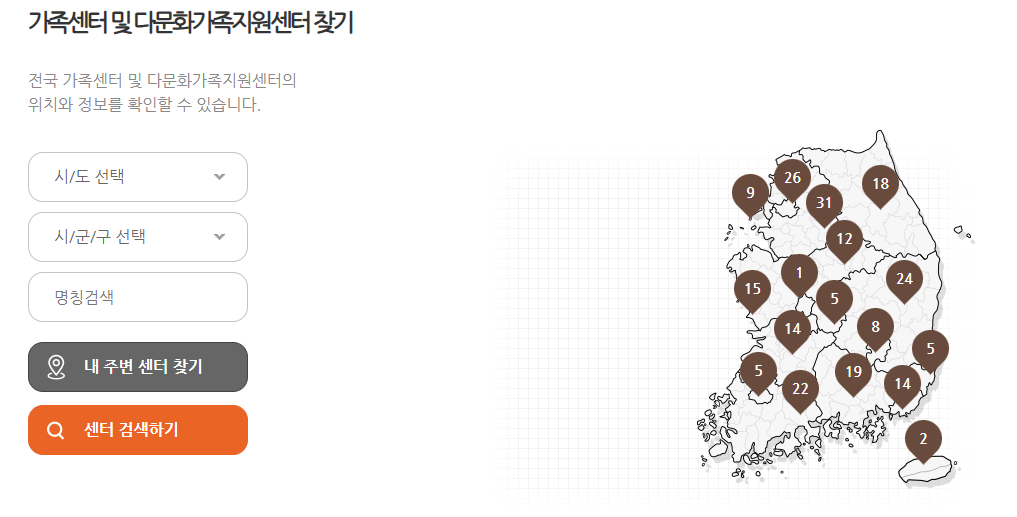 가족센터 및 다문화가족지원센터 찾기
전국 가족센터 및 다문화가족지원센터의
위치와 정보를 확인할 수 있습니다.
시/도 선택
시/군/구 선택
명칭검색
내 주변 센터 찾기
센터 검색하기
26
18
9
31
12
1
24
15
5
14
8
5
5
19
22
14
2